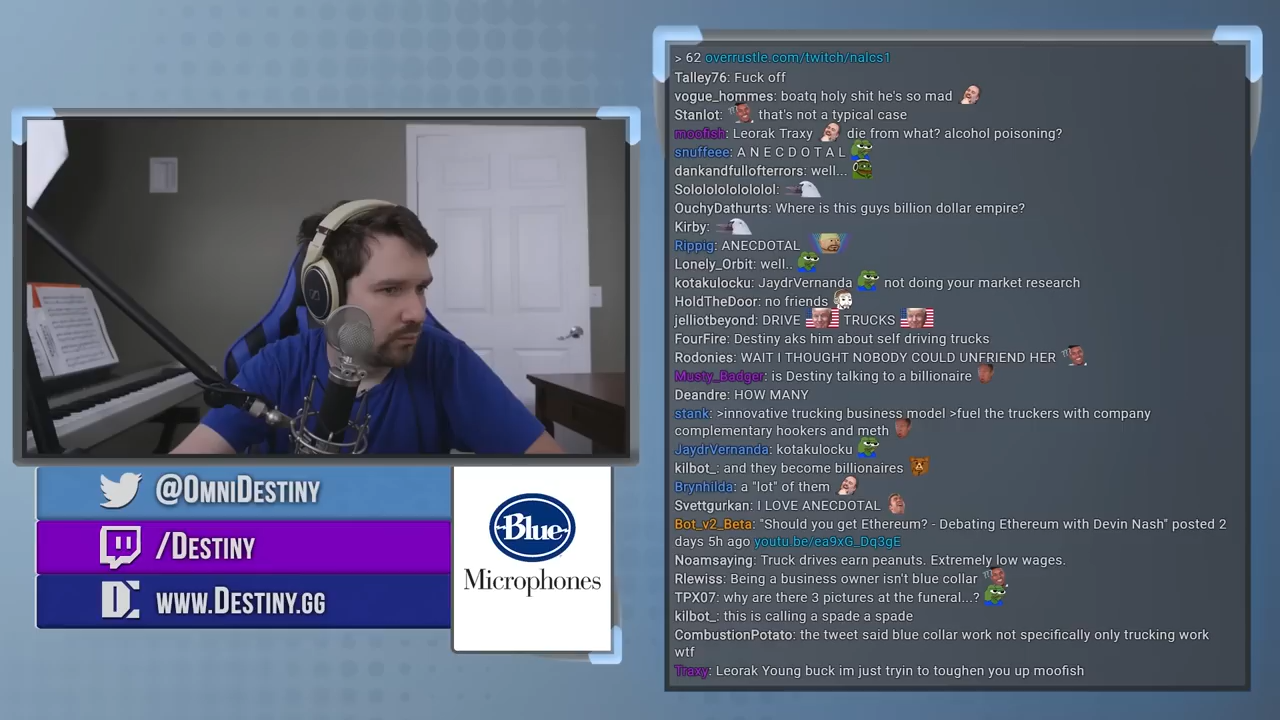 > 62 overrustle.com/twitch/nalcs1
Talley76: Fuck off
vogue_hommes: boatq holy shit he's so mad
Stanlot: that's not a typical case
moofish: Leorak Traxy die from what? alcohol poisoning?
snuffeee: A N E C D O T A L
dankandfullofterrors: well...
Solololololololol:
OuchyDathurts: Where is this guys billion dollar empire?
Kirby:
Rippig: ANECDOTAL
Lonely_Orbit: well..
kotakulocku: JaydrVernanda not doing your market research
HoldTheDoor: no friends
jelliotbeyond: DRIVE TRUCKS
FourFire: Destiny aks him about self driving trucks
Rodonies: WAIT I THOUGHT NOBODY COULD UNFRIEND HER
Musty_Badger: is Destiny talking to a billionaire
Deandre: HOW MANY
stank: >innovative trucking business model >fuel the truckers with company
complementary hookers and meth
JaydrVernanda: kotakulocku
kilbot_: and they become billionaires
Brynhilda: a "lot" of them
Svettgurkan: I LOVE ANECDOTAL
Bot_v2_Beta: "Should you get Ethereum? - Debating Ethereum with Devin Nash" posted 2
days 5h ago youtu.be/ea9xG_Dq3gE
Noamsaying: Truck drives earn peanuts. Extremely low wages.
Rlewiss: Being a business owner isn't blue collar
TPX07: why are there 3 pictures at the funeral...?
kilbot_: this is calling a spade a spade
CombustionPotato: the tweet said blue collar work not specifically only trucking work
wtf
Traxy: Leorak Young buck im just tryin to toughen you up moofish
@OmniDestiny
/Destiny
www.Destiny.gg
Blue
Microphones